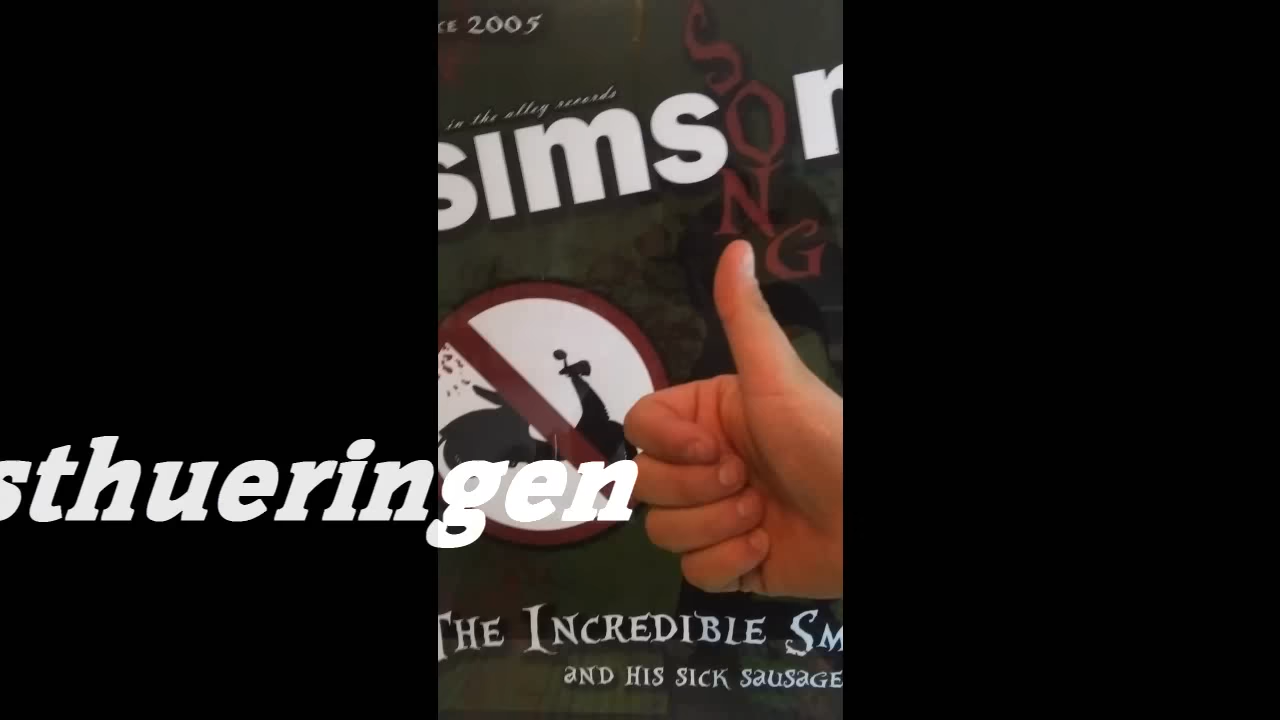 2005
in the alley records
SONG
sims
sthueringen
THE INCREDIBLE
AND HIS SICK SAUSAGE